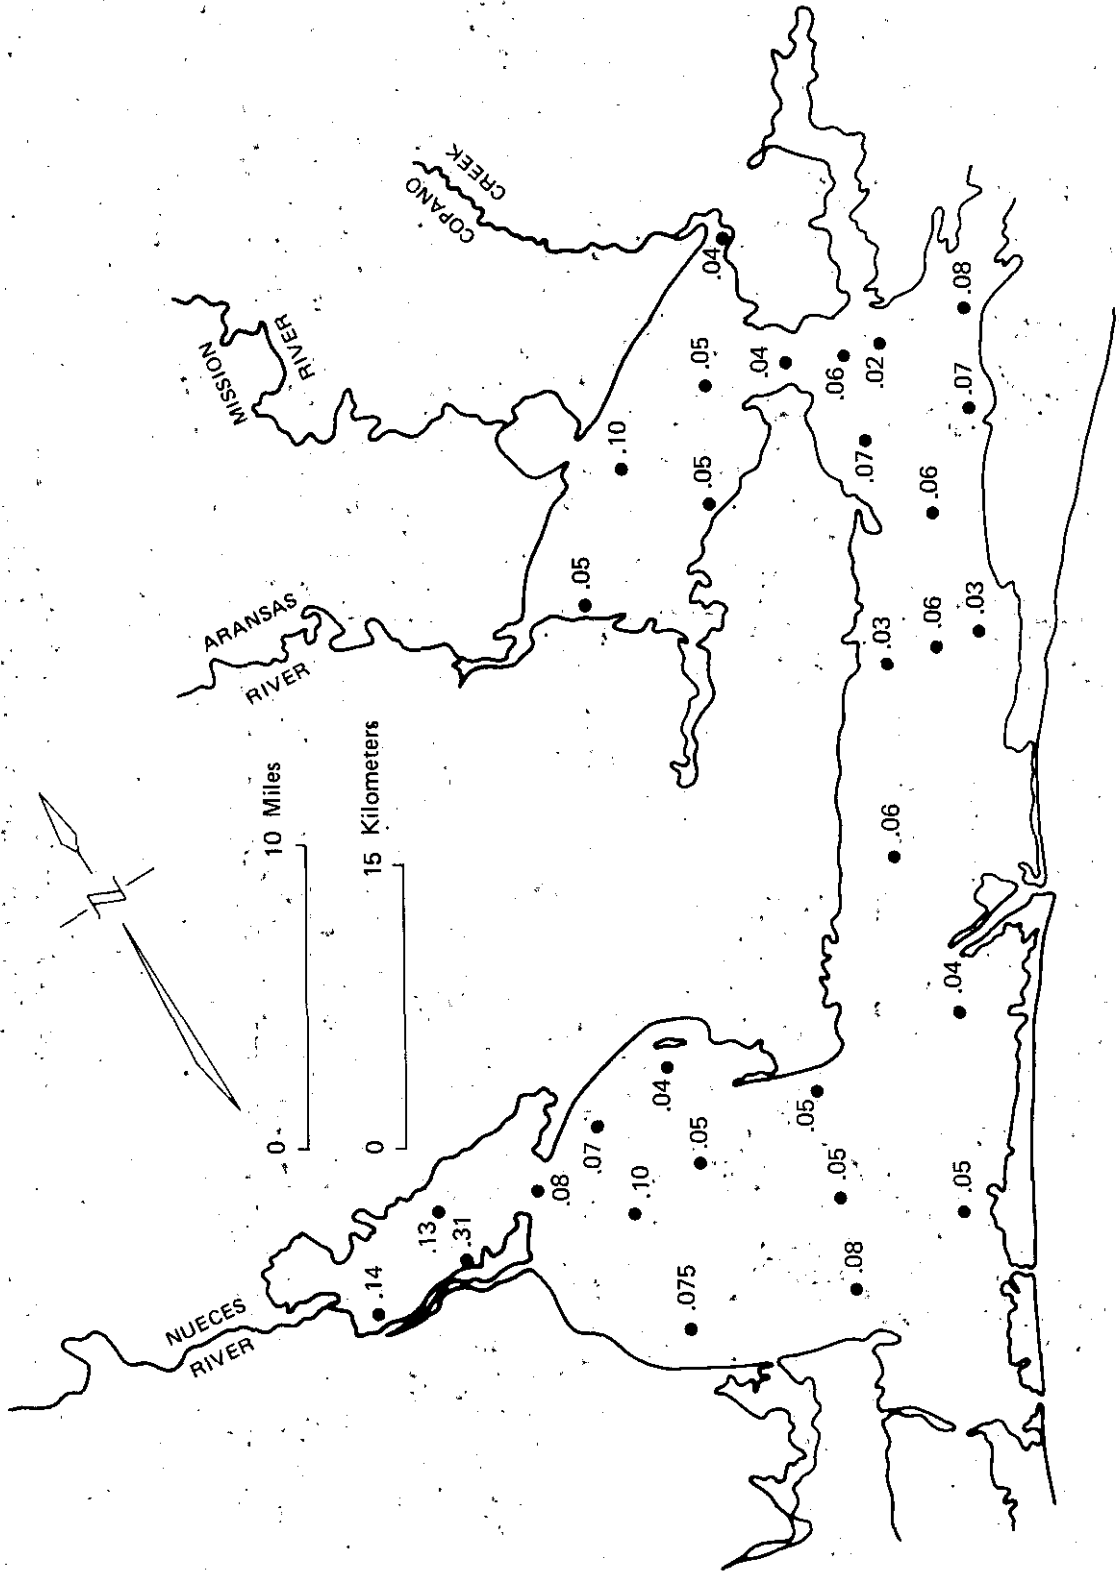 COPANO
CREEK
MISSION
RIVER
ARANSAS
RIVER
NUECES
RIVER
N
0 10 Miles
0 15 Kilometers
.04
.05
.04
.06
.02
.08
.07
.10
.05
.07
.06
.05
.03
.06
.03
.06
.04
.04
.07
.05
.05
.08
.10
.05
.05
.13
.31
.14
.075
.08